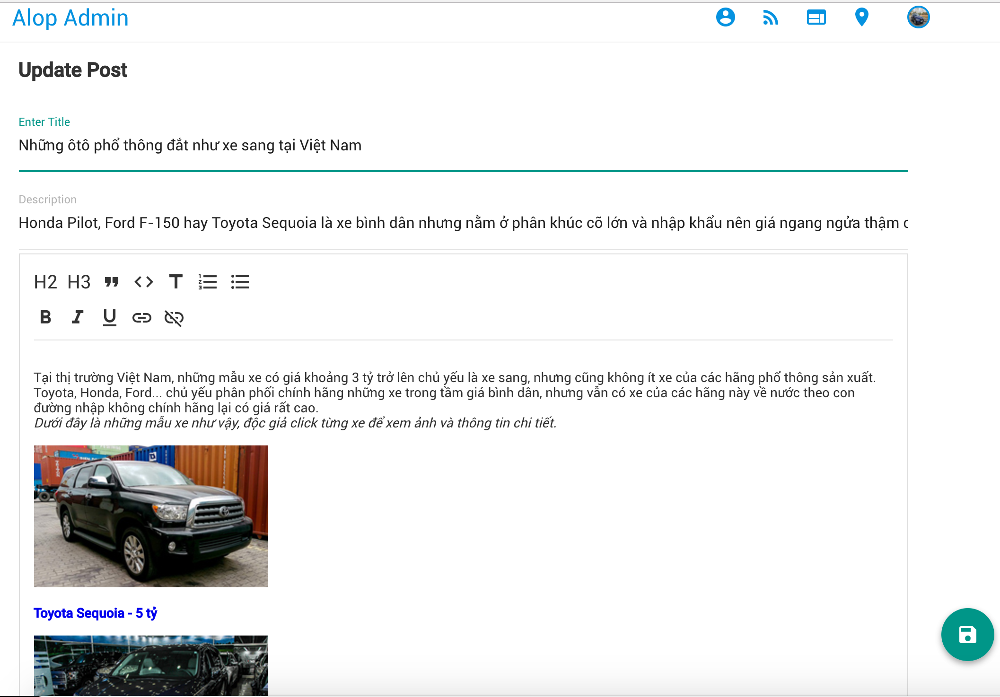 Alop Admin
Update Post
Enter Title
Những ôtô phổ thông đắt như xe sang tại Việt Nam
Description
Honda Pilot, Ford F-150 hay Toyota Sequoia là xe bình dân nhưng nằm ở phân khúc cỡ lớn và nhập khẩu nên giá ngang ngửa thậm c
H2 H3
B I U
Tại thị trường Việt Nam, những mẫu xe có giá khoảng 3 tỷ trở lên chủ yếu là xe sang, nhưng cũng không ít xe của các hãng phổ thông sản xuất.
Toyota, Honda, Ford... chủ yếu phân phối chính hãng những xe trong tầm giá bình dân, nhưng vẫn có xe của các hãng này về nước theo con
đường nhập không chính hãng lại có giá rất cao.
Dưới đây là những mẫu xe như vậy, độc giả click từng xe để xem ảnh và thông tin chi tiết.
Toyota Sequoia - 5 tỷ